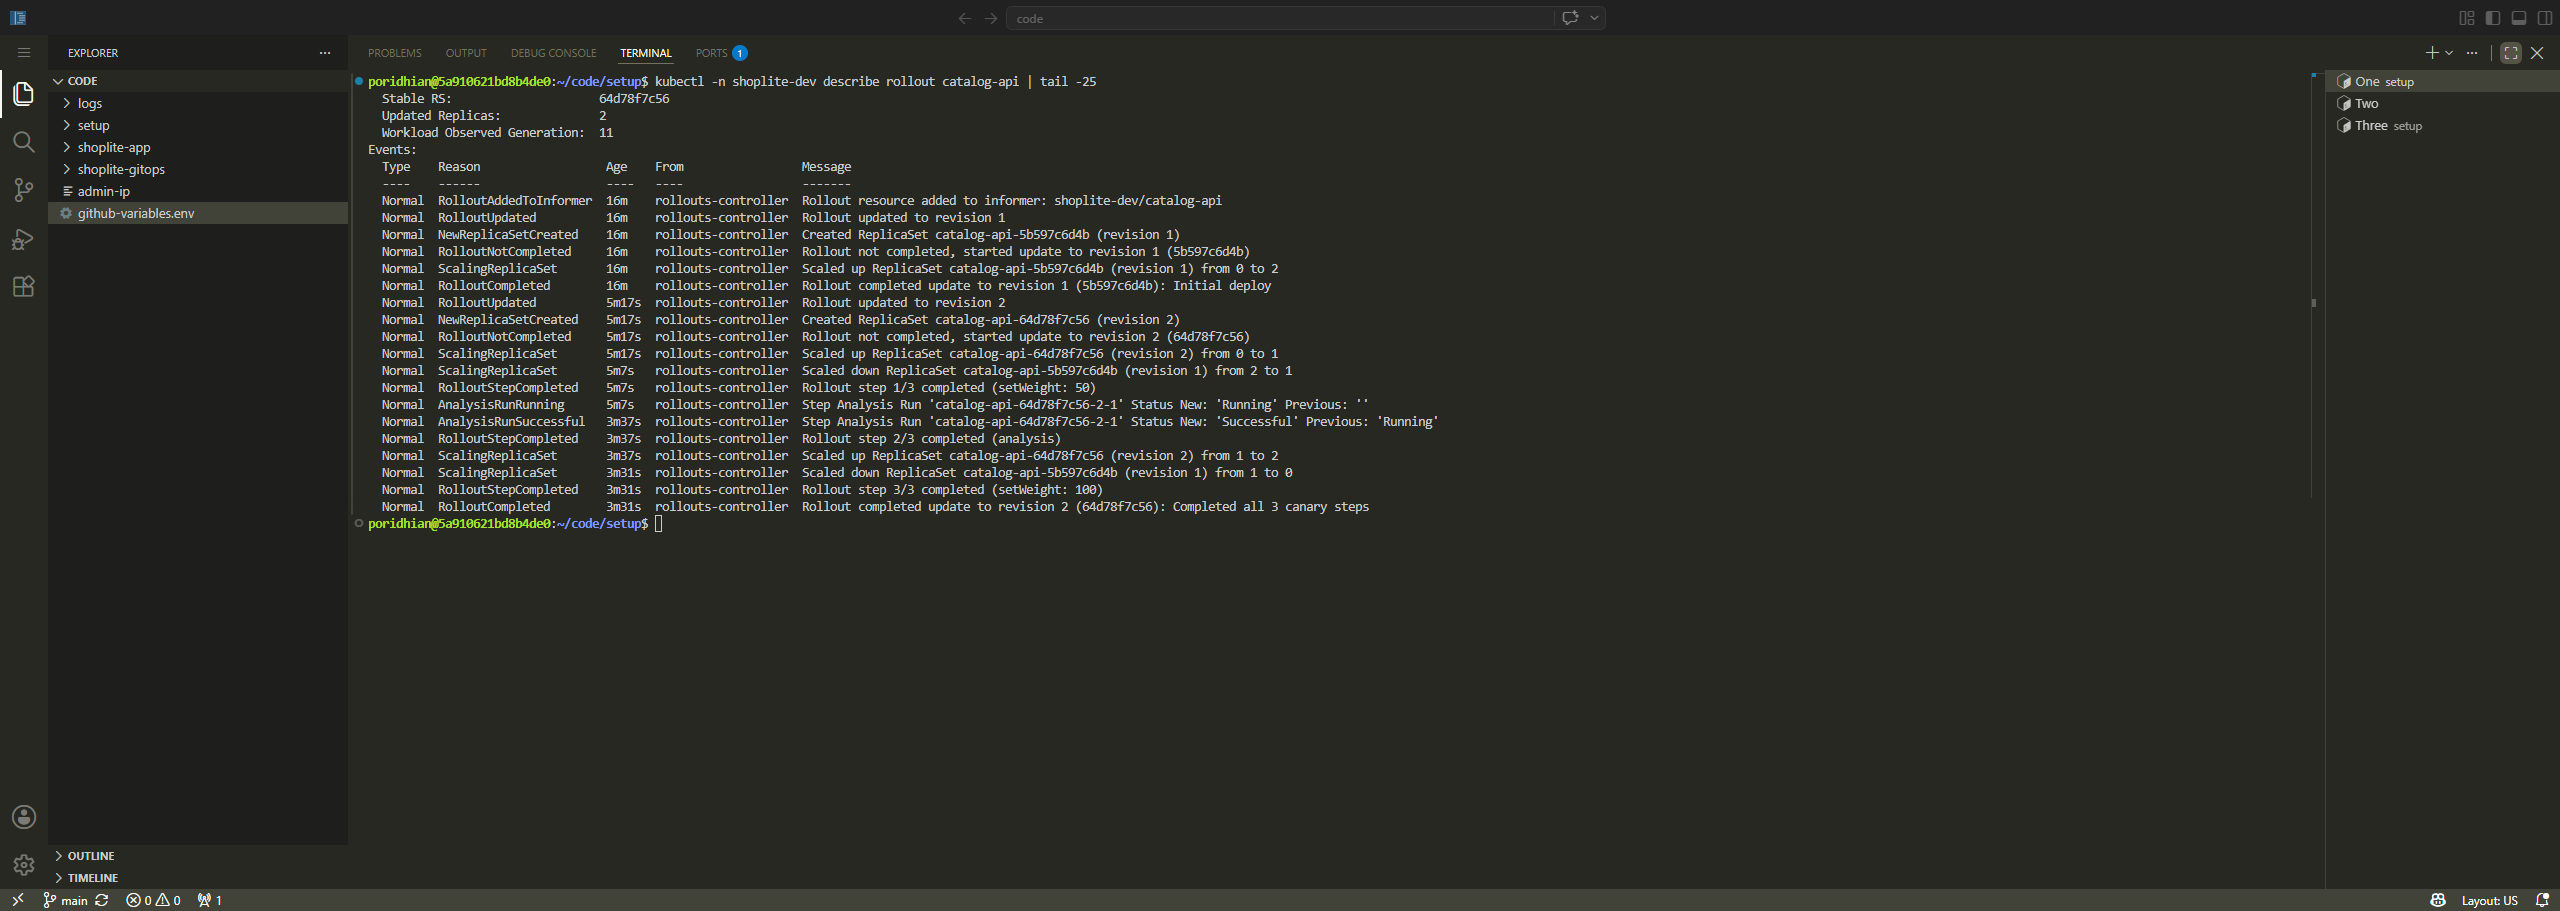 code
EXPLORER
CODE
logs
setup
shoplite-app
shoplite-gitops
admin-ip
github-variables.env
OUTLINE
TIMELINE
PROBLEMS OUTPUT DEBUG CONSOLE TERMINAL PORTS 1
poridhian@5a910621bd8b4de0:~/code/setup$ kubectl -n shoplite-dev describe rollout catalog-api | tail -25
Stable RS: 64d78f7c56
Updated Replicas: 2
Workload Observed Generation: 11
Events:
Type Reason Age From Message
---- ------ ---- ---- -------
Normal RolloutAddedToInformer 16m rollouts-controller Rollout resource added to informer: shoplite-dev/catalog-api
Normal RolloutUpdated 16m rollouts-controller Rollout updated to revision 1
Normal NewReplicaSetCreated 16m rollouts-controller Created ReplicaSet catalog-api-5b597c6d4b (revision 1)
Normal RolloutNotCompleted 16m rollouts-controller Rollout not completed, started update to revision 1 (5b597c6d4b)
Normal ScalingReplicaSet 16m rollouts-controller Scaled up ReplicaSet catalog-api-5b597c6d4b (revision 1) from 0 to 2
Normal RolloutCompleted 16m rollouts-controller Rollout completed update to revision 1 (5b597c6d4b): Initial deploy
Normal RolloutUpdated 5m17s rollouts-controller Rollout updated to revision 2
Normal NewReplicaSetCreated 5m17s rollouts-controller Created ReplicaSet catalog-api-64d78f7c56 (revision 2)
Normal RolloutNotCompleted 5m17s rollouts-controller Rollout not completed, started update to revision 2 (64d78f7c56)
Normal ScalingReplicaSet 5m17s rollouts-controller Scaled up ReplicaSet catalog-api-64d78f7c56 (revision 2) from 0 to 1
Normal ScalingReplicaSet 5m7s rollouts-controller Scaled down ReplicaSet catalog-api-5b597c6d4b (revision 1) from 2 to 1
Normal RolloutStepCompleted 5m7s rollouts-controller Rollout step 1/3 completed (setWeight: 50)
Normal AnalysisRunRunning 5m7s rollouts-controller Step Analysis Run 'catalog-api-64d78f7c56-2-1' Status New: 'Running' Previous: ''
Normal AnalysisRunSuccessful 3m37s rollouts-controller Step Analysis Run 'catalog-api-64d78f7c56-2-1' Status New: 'Successful' Previous: 'Running'
Normal RolloutStepCompleted 3m37s rollouts-controller Rollout step 2/3 completed (analysis)
Normal ScalingReplicaSet 3m37s rollouts-controller Scaled up ReplicaSet catalog-api-64d78f7c56 (revision 2) from 1 to 2
Normal ScalingReplicaSet 3m31s rollouts-controller Scaled down ReplicaSet catalog-api-5b597c6d4b (revision 1) from 1 to 0
Normal RolloutStepCompleted 3m31s rollouts-controller Rollout step 3/3 completed (setWeight: 100)
Normal RolloutCompleted 3m31s rollouts-controller Rollout completed update to revision 2 (64d78f7c56): Completed all 3 canary steps
poridhian@5a910621bd8b4de0:~/code/setup$
One setup
Two
Three setup
main 0 0 1 Layout: US